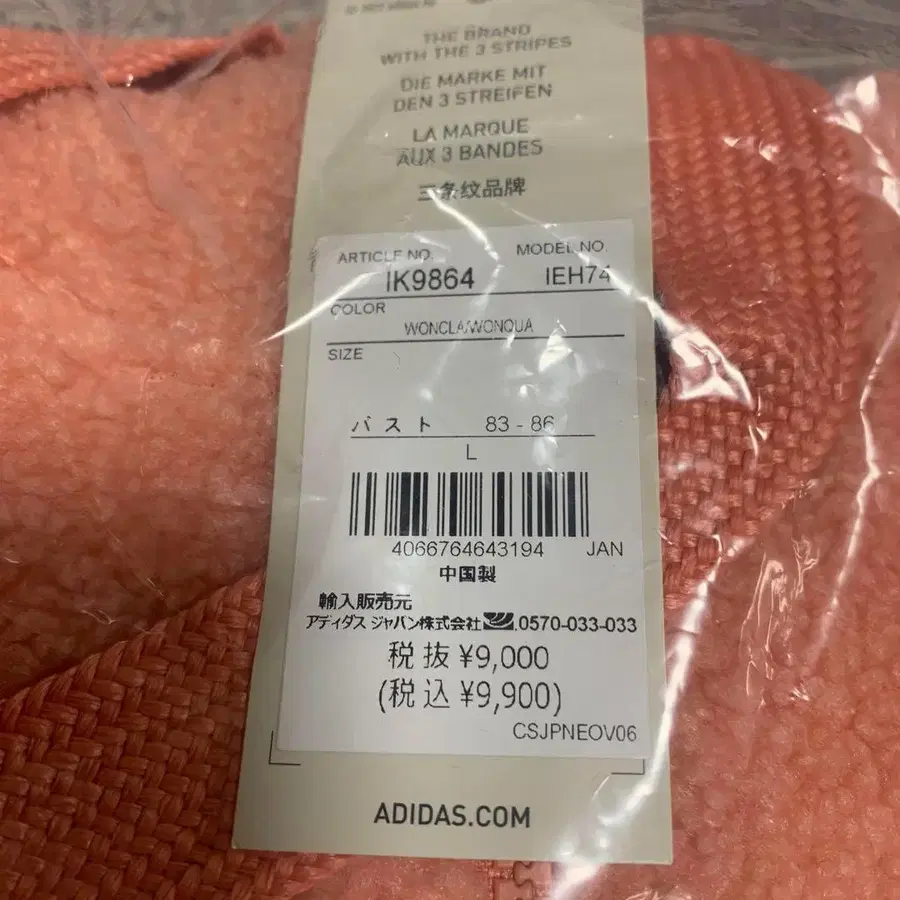 THE BRAND
WITH THE 3 STRIPES
DIE MARKE MIT
DEN 3 STREIFEN
LA MARQUE
AUX 3 BANDES
三条纹品牌
ARTICLE NO. MODEL NO.
IK9864 IEH74
COLOR
WONCLA/WONQUA
SIZE
バスト 83-86
L
4066764643194 JAN
中国製
輸入販売元
アディダス ジャパン株式会社 .0570-033-033
税抜 ¥9,000
(税込 ¥9,900)
CSJPNEOV06
ADIDAS.COM